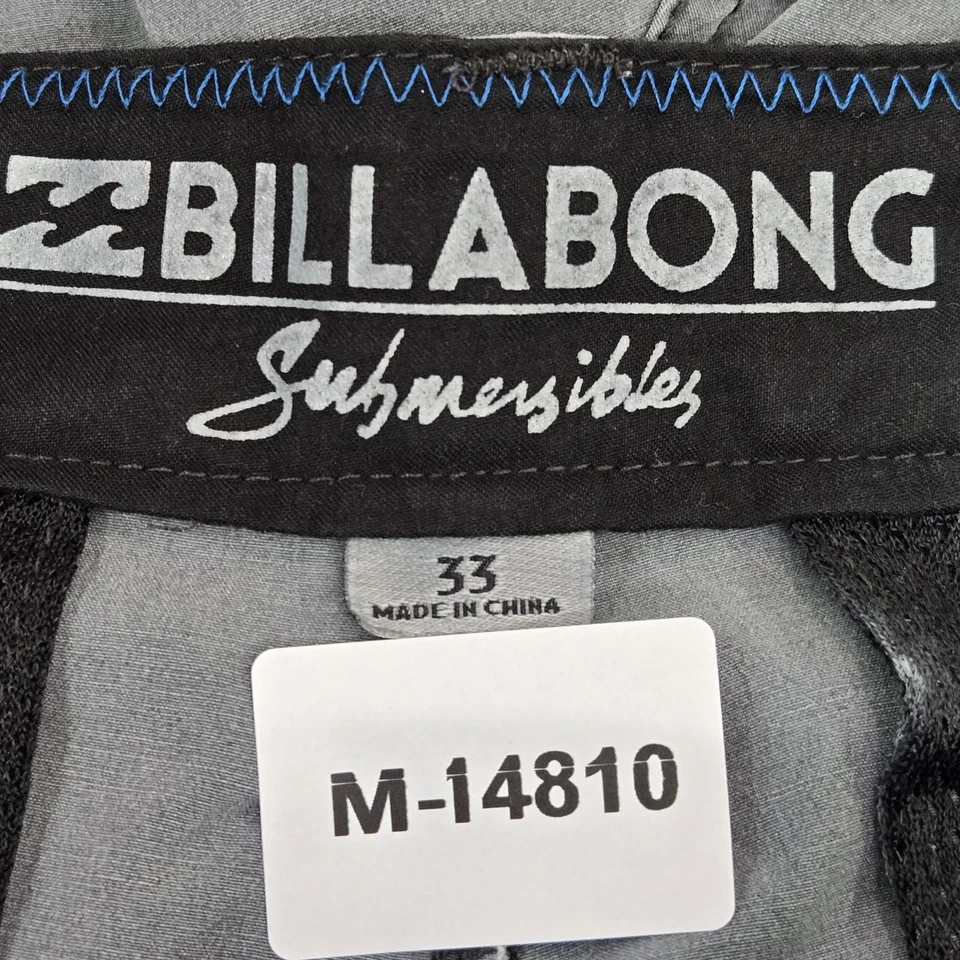 BILLABONG
Submersibles
33
MADE IN CHINA
M-14810